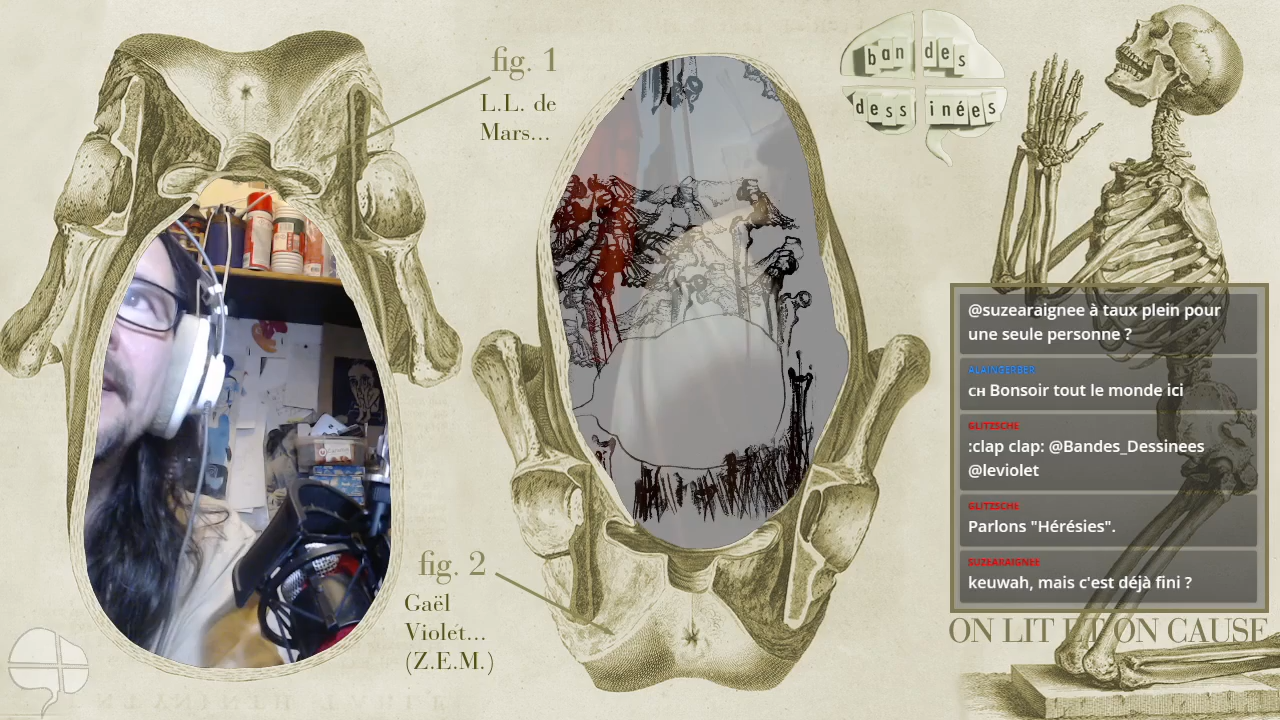 fig. 1
L.L. de
Mars...
ban des
dess inées
@suzearaignee à taux plein pour
une seule personne ?
ALAINGERBER
CH Bonsoir tout le monde ici
GLITZSCHE
:clap clap: @Bandes_Dessinees
@leviolet
GLITZSCHE
Parlons "Hérésies".
SUZEARAIGNEE
keuwah, mais c'est déjà fini ?
fig. 2
Gaël
Violet...
(Z.E.M.)
ON LIT ET ON CAUSE